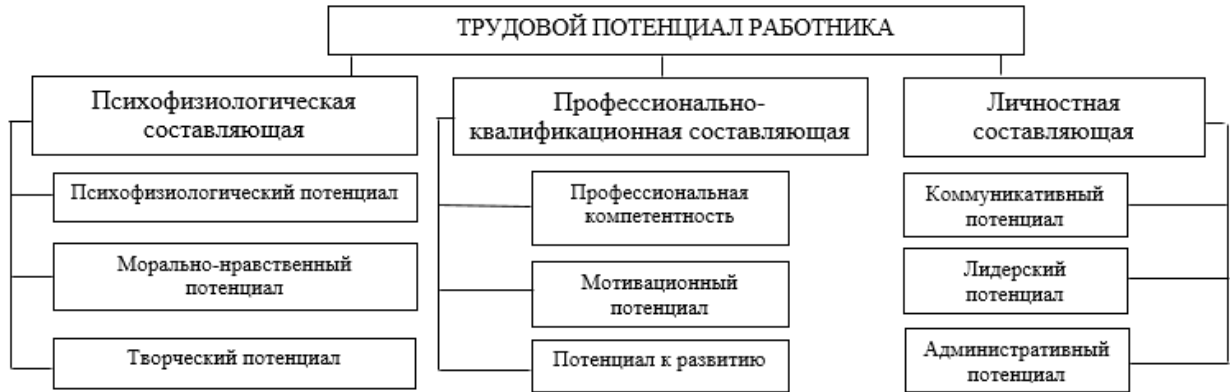 ТРУДОВОЙ ПОТЕНЦИАЛ РАБОТНИКА
Психофизиологическая
составляющая
Психофизиологический потенциал
Морально-нравственный
потенциал
Творческий потенциал
Профессионально-
квалификационная составляющая
Профессиональная
компетентность
Мотивационный
потенциал
Потенциал к развитию
Личностная
составляющая
Коммуникативный
потенциал
Лидерский
потенциал
Административный
потенциал